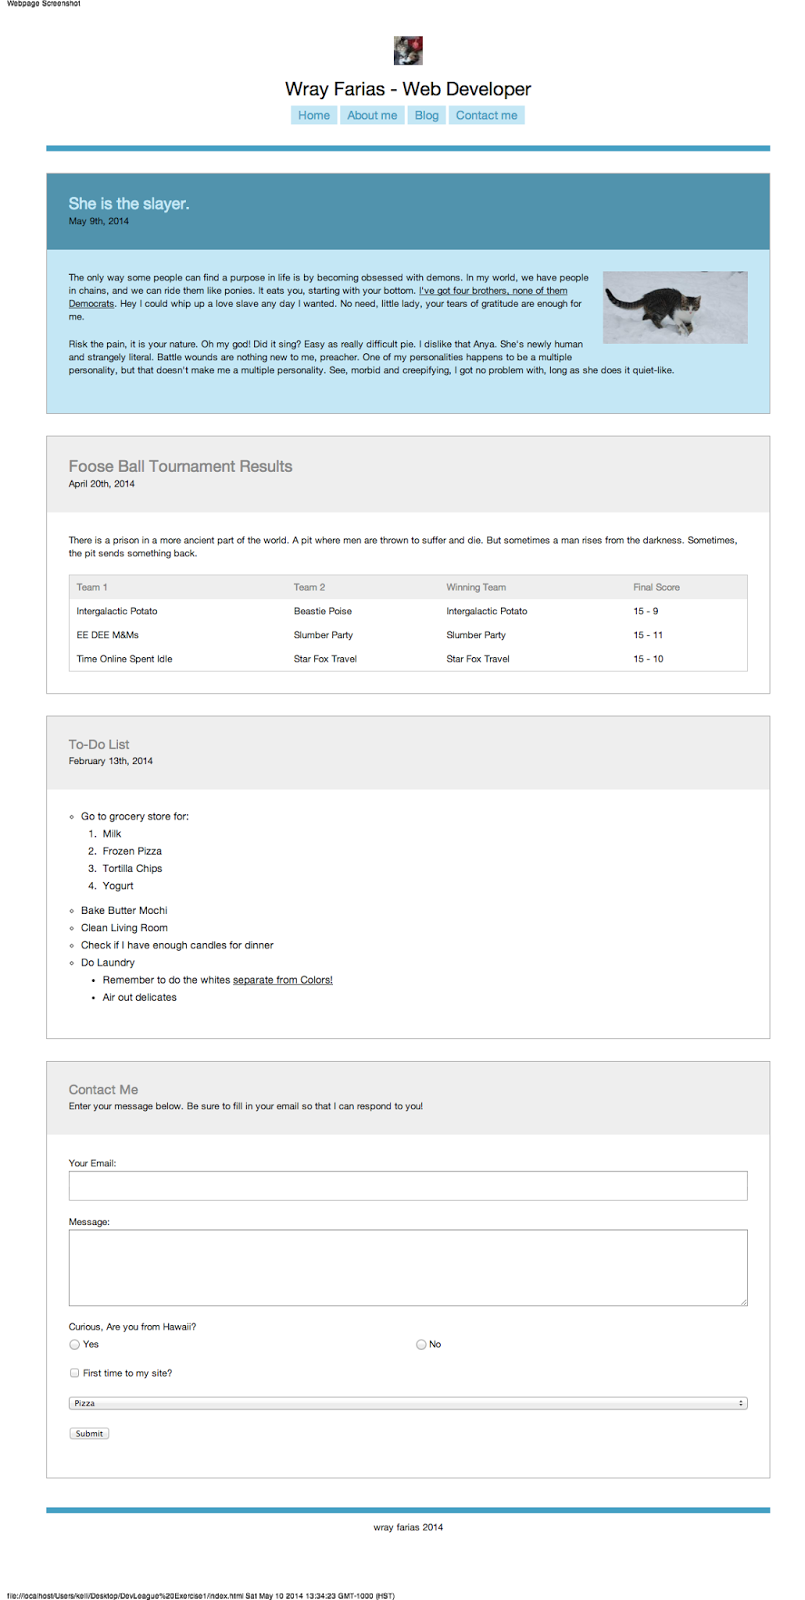 Webpage Screenshot
Wray Farias - Web Developer
Home About me Blog Contact me
She is the slayer.
May 9th, 2014
The only way some people can find a purpose in life is by becoming obsessed with demons. In my world, we have people
in chains, and we can ride them like ponies. It eats you, starting with your bottom. I've got four brothers, none of them
Democrats. Hey I could whip up a love slave any day I wanted. No need, little lady, your tears of gratitude are enough for
me.
Risk the pain, it is your nature. Oh my god! Did it sing? Easy as really difficult pie. I dislike that Anya. She's newly human
and strangely literal. Battle wounds are nothing new to me, preacher. One of my personalities happens to be a multiple
personality, but that doesn't make me a multiple personality. See, morbid and creepifying, I got no problem with, long as she does it quiet-like.
Foose Ball Tournament Results
April 20th, 2014
There is a prison in a more ancient part of the world. A pit where men are thrown to suffer and die. But sometimes a man rises from the darkness. Sometimes,
the pit sends something back.
Team 1 Team 2 Winning Team Final Score
Intergalactic Potato Beastie Poise Intergalactic Potato 15 - 9
EE DEE M&Ms Slumber Party Slumber Party 15 - 11
Time Online Spent Idle Star Fox Travel Star Fox Travel 15 - 10
To-Do List
February 13th, 2014
Go to grocery store for:
1. Milk
2. Frozen Pizza
3. Tortilla Chips
4. Yogurt
Bake Butter Mochi
Clean Living Room
Check if I have enough candles for dinner
Do Laundry
Remember to do the whites separate from Colors!
Air out delicates
Contact Me
Enter your message below. Be sure to fill in your email so that I can respond to you!
Your Email:
Message:
Curious, Are you from Hawaii?
Yes No
First time to my site?
Pizza
Submit
wray farias 2014
file://localhost/Users/keli/Desktop/DevLeague%20Exercise1/index.html Sat May 10 2014 13:34:23 GMT-1000 (HST)